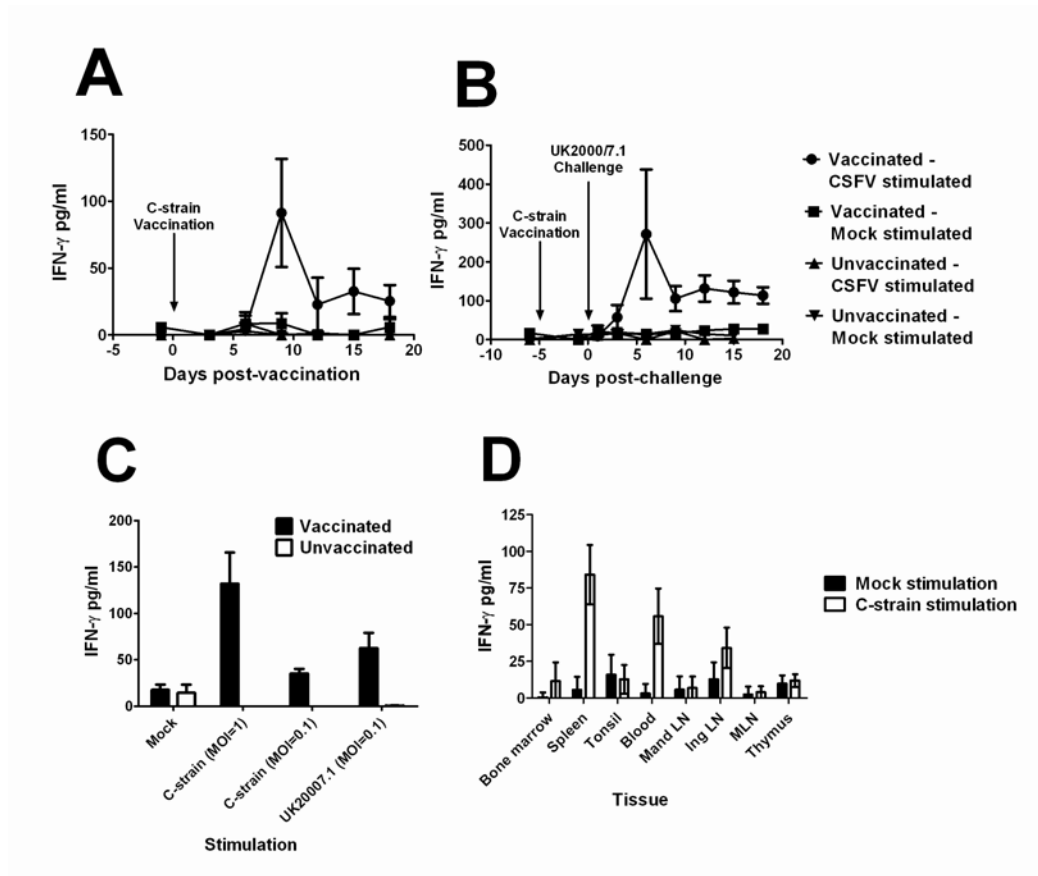 A
150
100
50
0
IFN-γ pg/ml
C-strain
Vaccination
-5
0
5
10
15
20
Days post-vaccination
B
500
400
300
200
100
0
IFN-γ pg/ml
UK2000/7.1
Challenge
C-strain
Vaccination
-10
-5
0
5
10
15
20
Days post-challenge
Vaccinated -
CSFV stimulated
Vaccinated -
Mock stimulated
Unvaccinated -
CSFV stimulated
Unvaccinated -
Mock stimulated
C
200
150
100
50
0
IFN-γ pg/ml
Vaccinated
Unvaccinated
Mock
C-strain (MOI=1)
C-strain (MOI=0.1)
UK20007.1 (MOI=0.1)
Stimulation
D
125
100
75
50
25
0
IFN-γ pg/ml
Mock stimulation
C-strain stimulation
Bone marrow
Spleen
Tonsil
Blood
Mand LN
Ing LN
MLN
Thymus
Tissue